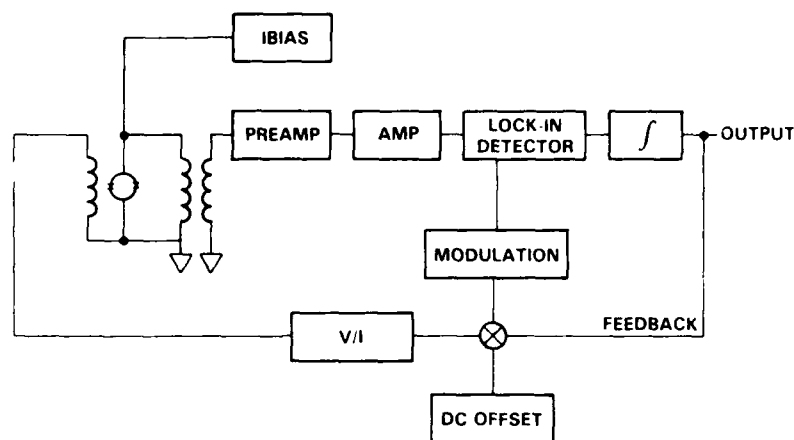 IBIAS
PREAMP
AMP
LOCK-IN
DETECTOR
∫
OUTPUT
MODULATION
FEEDBACK
V/I
DC OFFSET